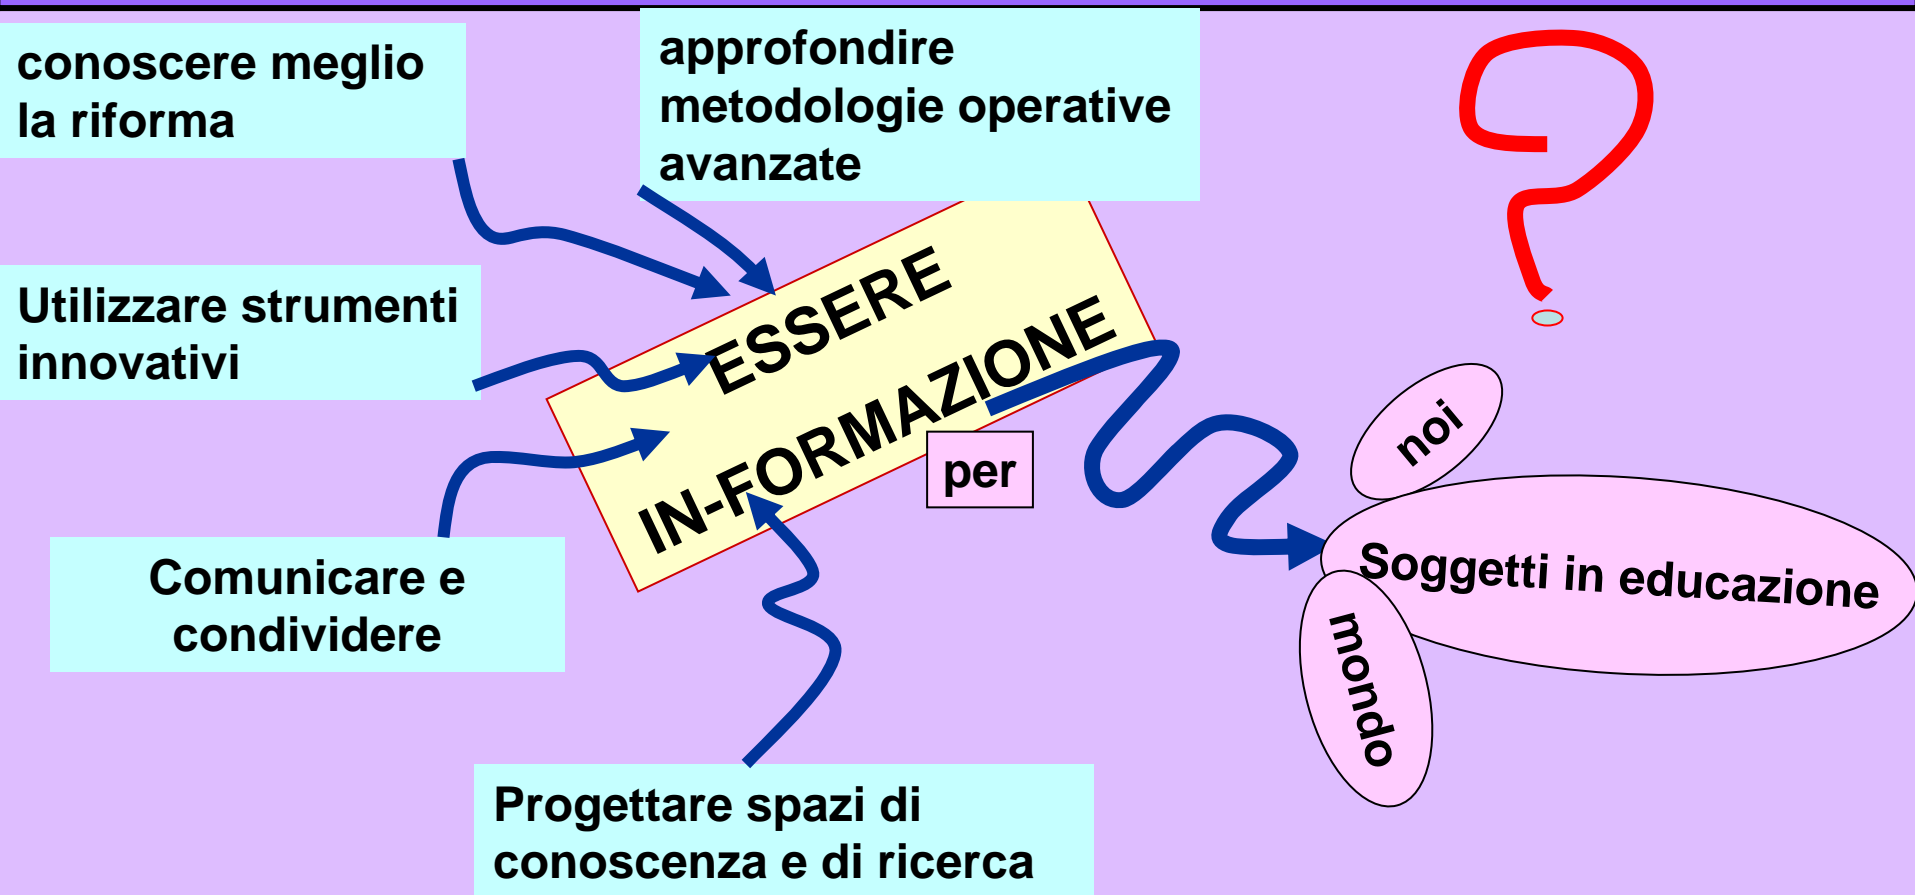 conoscere meglio
la riforma
approfondire
metodologie operative
avanzate
Utilizzare strumenti
innovativi
ESSERE
IN-FORMAZIONE
per
noi
Soggetti in educazione
mondo
Comunicare e
condividere
Progettare spazi di
conoscenza e di ricerca
?